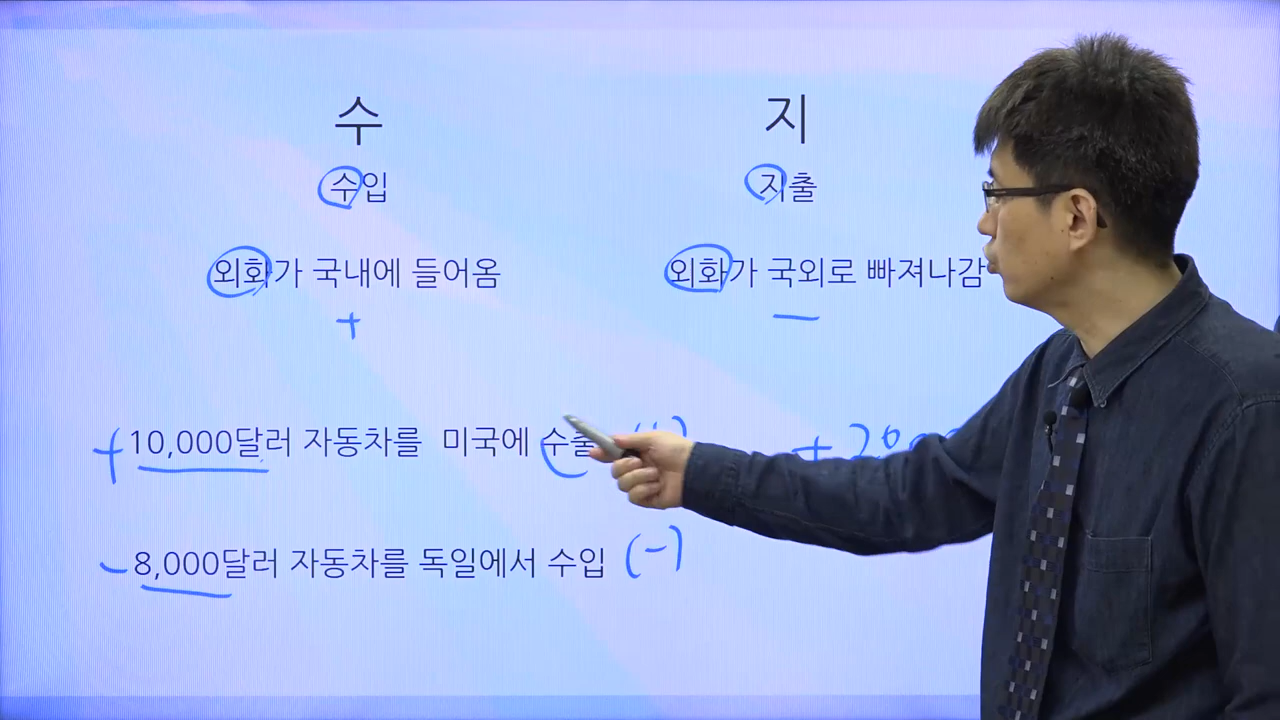 수 지
수입 지출
외화가 국내에 들어옴 외화가 국외로 빠져나감
+ −
+ 10,000달러 자동차를 미국에 수출
− 8,000달러 자동차를 독일에서 수입 (−)